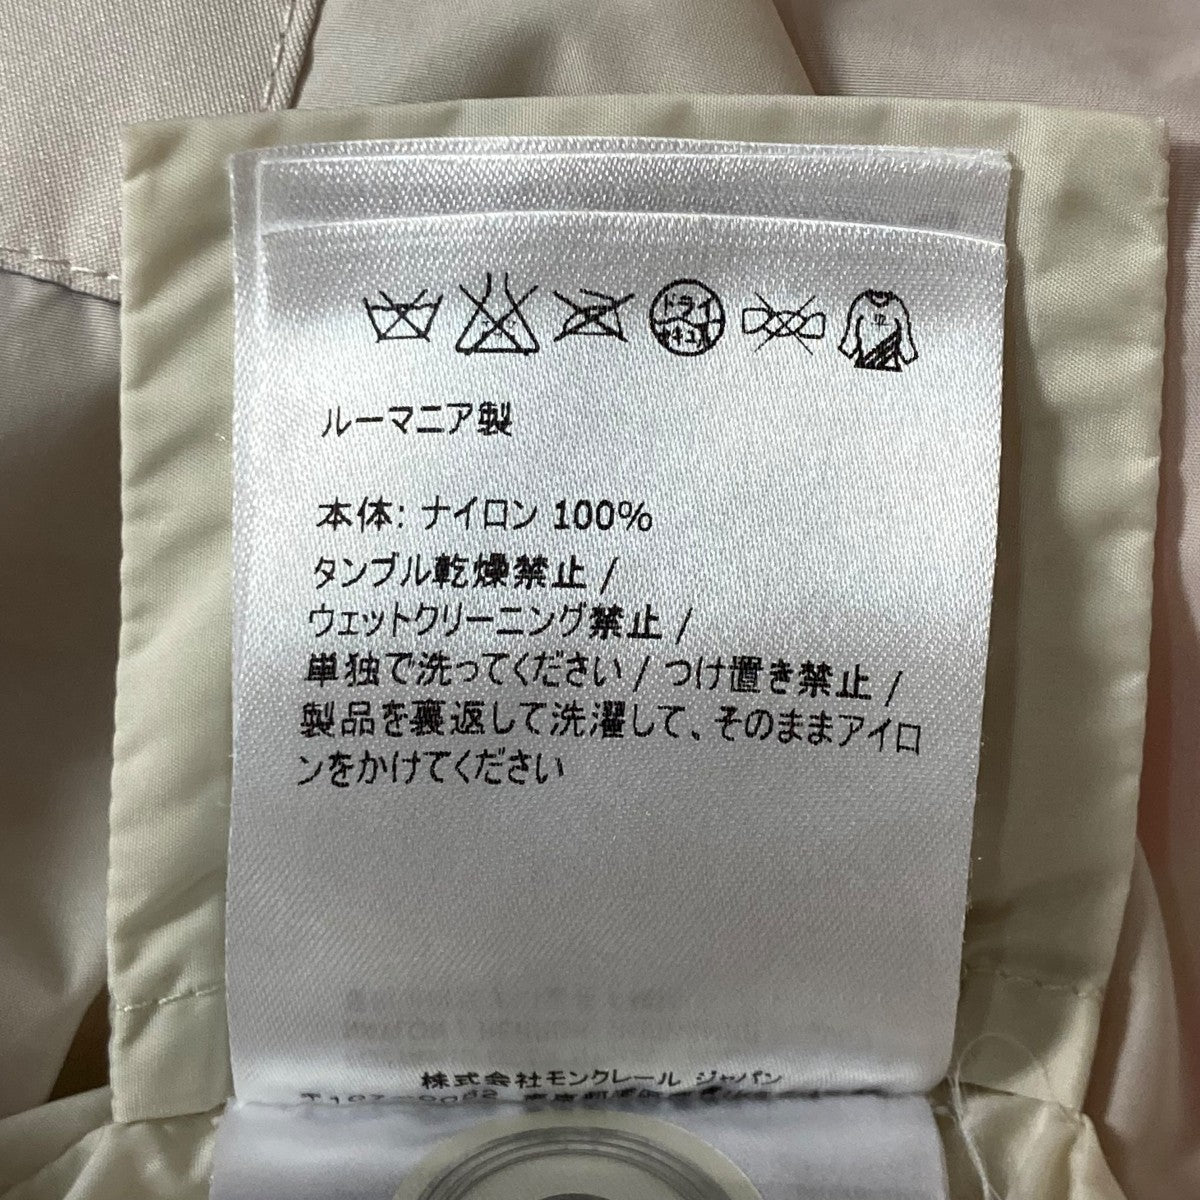 ドライ
ルーマニア製
本体: ナイロン 100%
タンブル乾燥禁止 /
ウェットクリーニング禁止 /
単独で洗ってください / つけ置き禁止 /
製品を裏返して洗濯して、そのままアイロ
ンをかけてください
株式会社モンクレール ジャパン